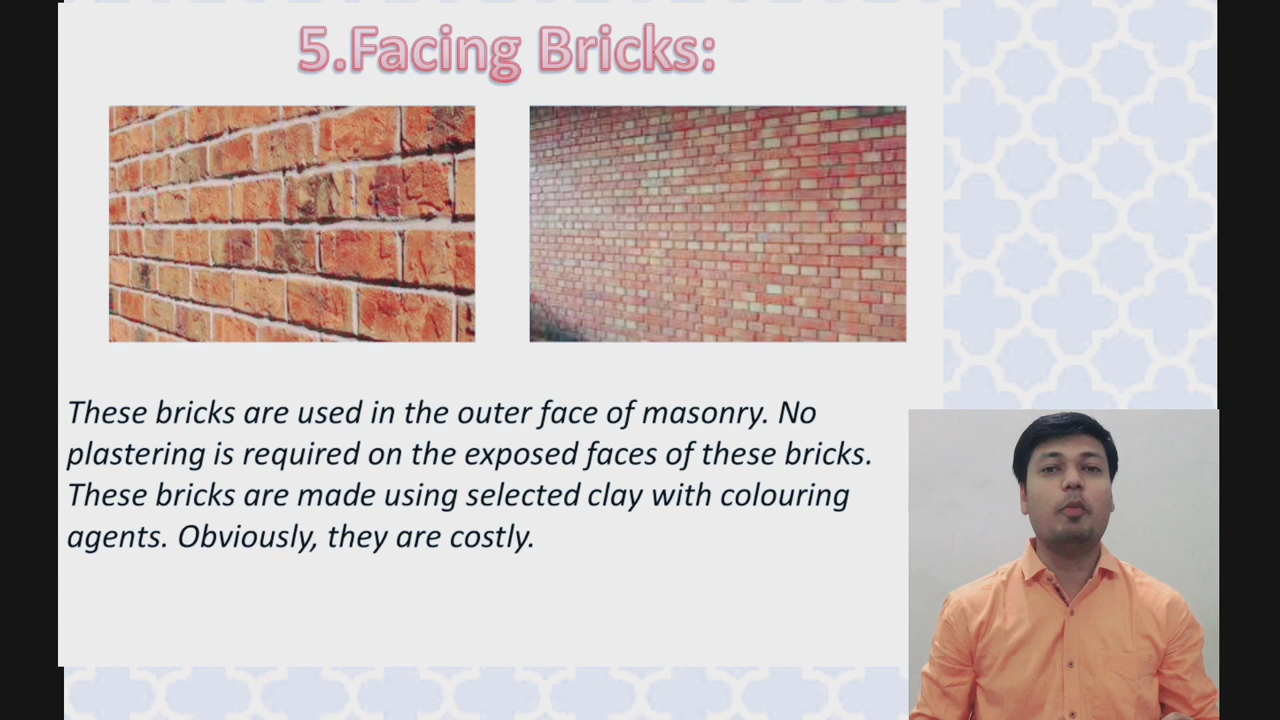 5.Facing Bricks:
These bricks are used in the outer face of masonry. No
plastering is required on the exposed faces of these bricks.
These bricks are made using selected clay with colouring
agents. Obviously, they are costly.